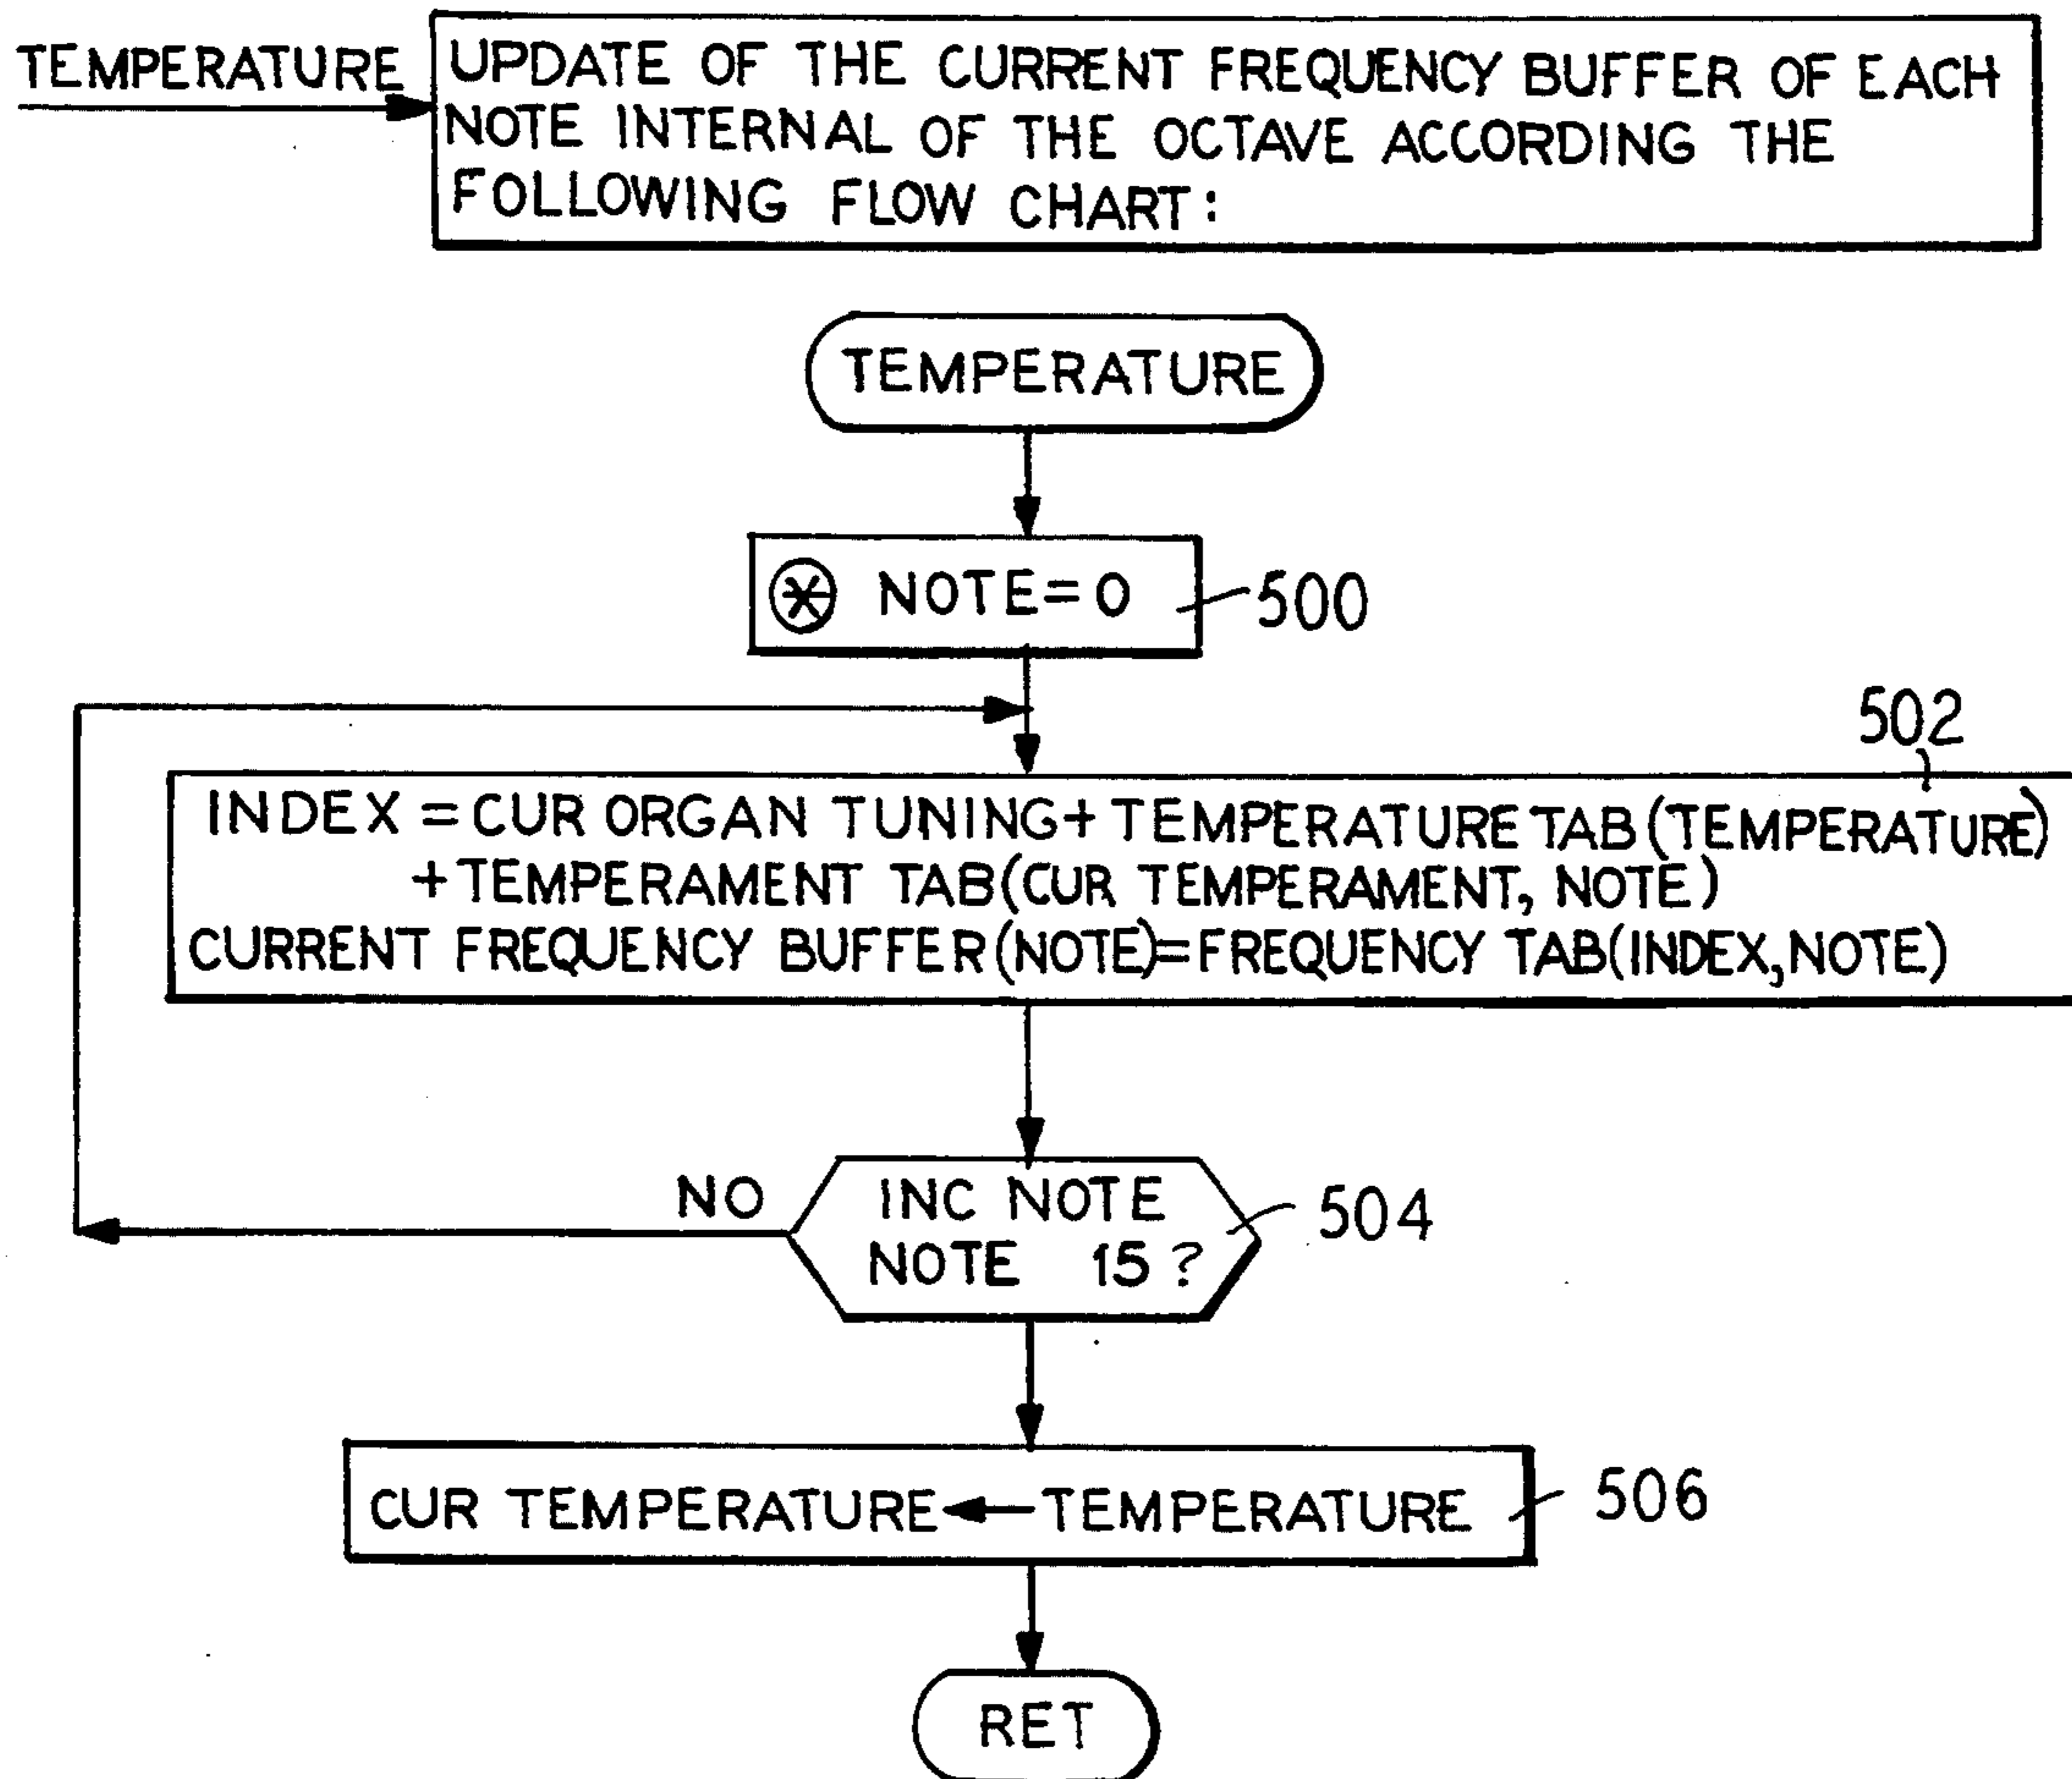 TEMPERATURE
UPDATE OF THE CURRENT FREQUENCY BUFFER OF EACH
NOTE INTERNAL OF THE OCTAVE ACCORDING THE
FOLLOWING FLOW CHART:
TEMPERATURE
* NOTE=0
500
502
INDEX = CUR ORGAN TUNING+TEMPERATURE TAB(TEMPERATURE)
+TEMPERAMENT TAB(CUR TEMPERAMENT, NOTE)
CURRENT FREQUENCY BUFFER(NOTE)=FREQUENCY TAB(INDEX,NOTE)
NO
INC NOTE
NOTE 15?
504
CUR TEMPERATURE←TEMPERATURE
506
RET